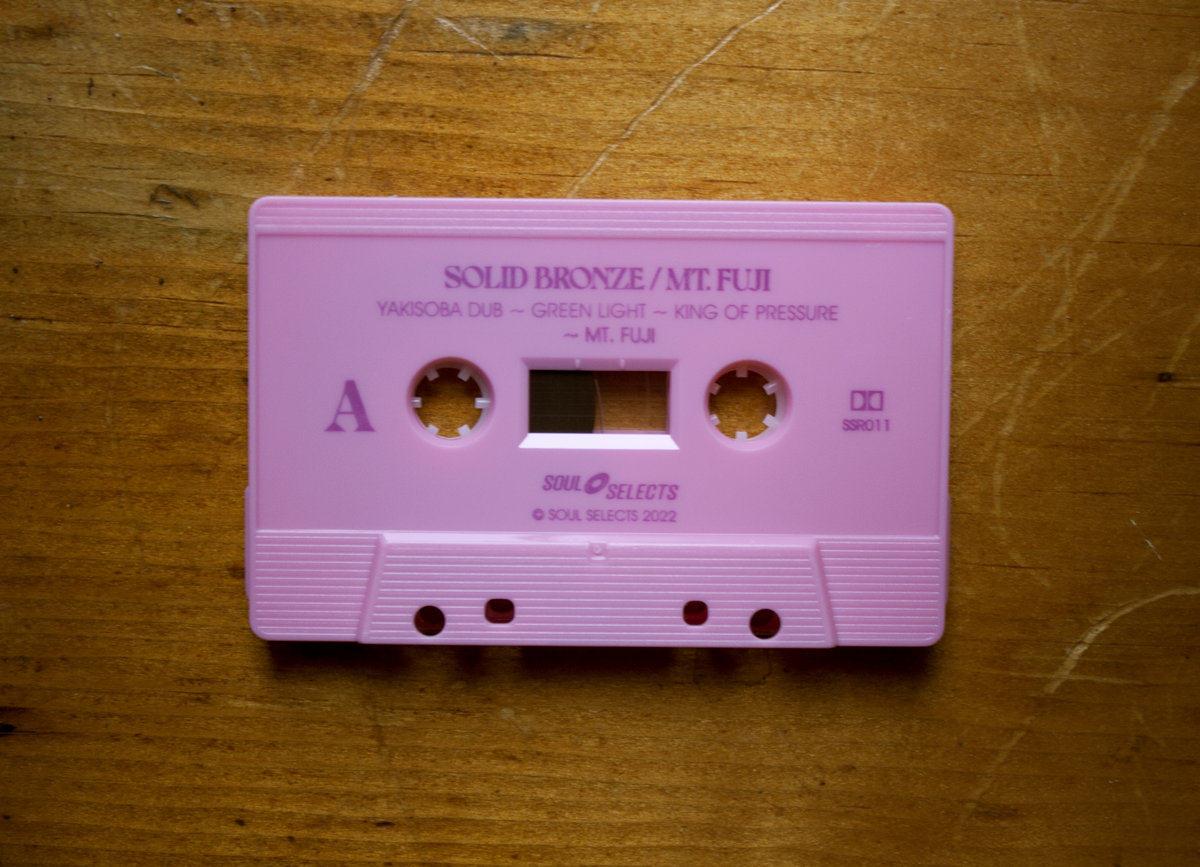 SOLID BRONZE / MT. FUJI
YAKISOBA DUB ~ GREEN LIGHT ~ KING OF PRESSURE
~ MT. FUJI
A
SSR011
SOUL SELECTS
© SOUL SELECTS 2022